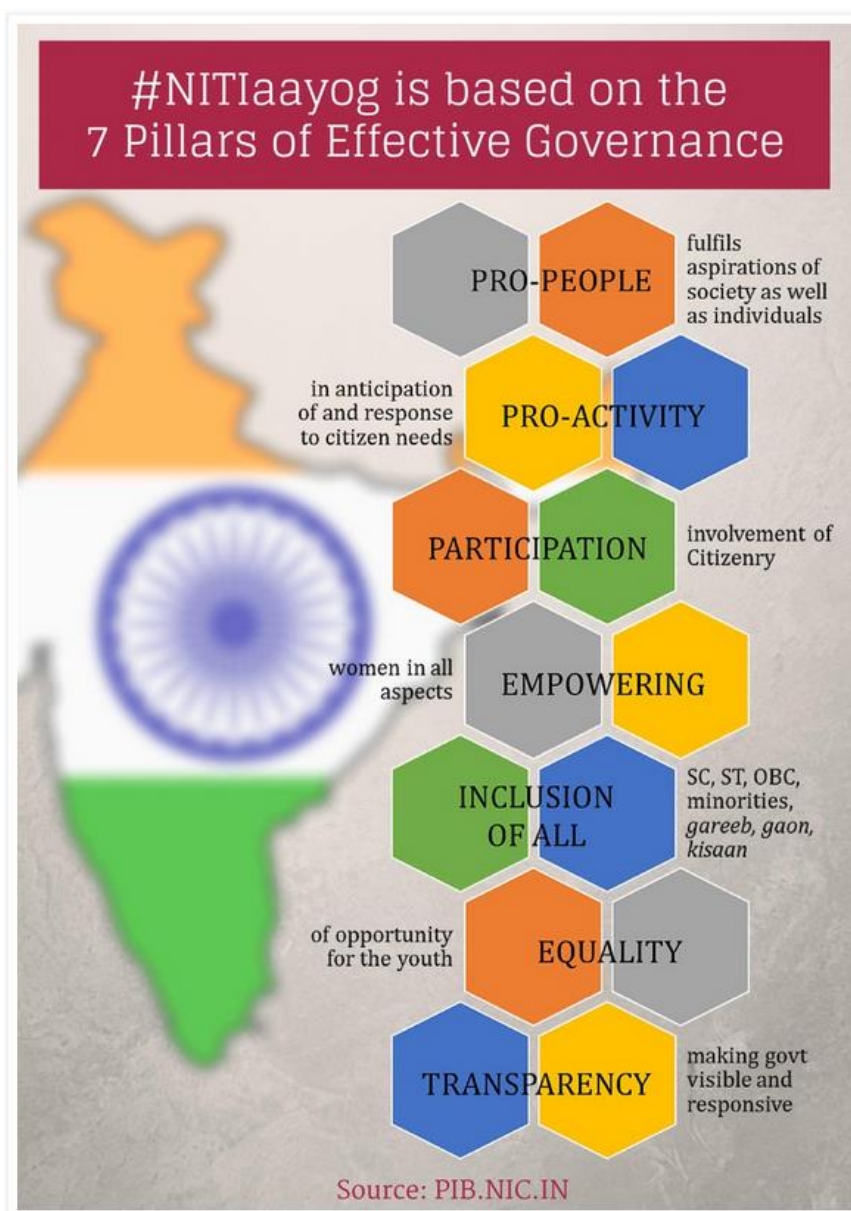 #NITIaayog is based on the
7 Pillars of Effective Governance
PRO-PEOPLE
fulfils
aspirations of
society as well
as individuals
in anticipation
of and response
to citizen needs
PRO-ACTIVITY
PARTICIPATION
involvement of
Citizenry
women in all
aspects
EMPOWERING
INCLUSION
OF ALL
SC, ST, OBC,
minorities,
gareeb, gaon,
kisaan
of opportunity
for the youth
EQUALITY
TRANSPARENCY
making govt
visible and
responsive
Source: PIB.NIC.IN